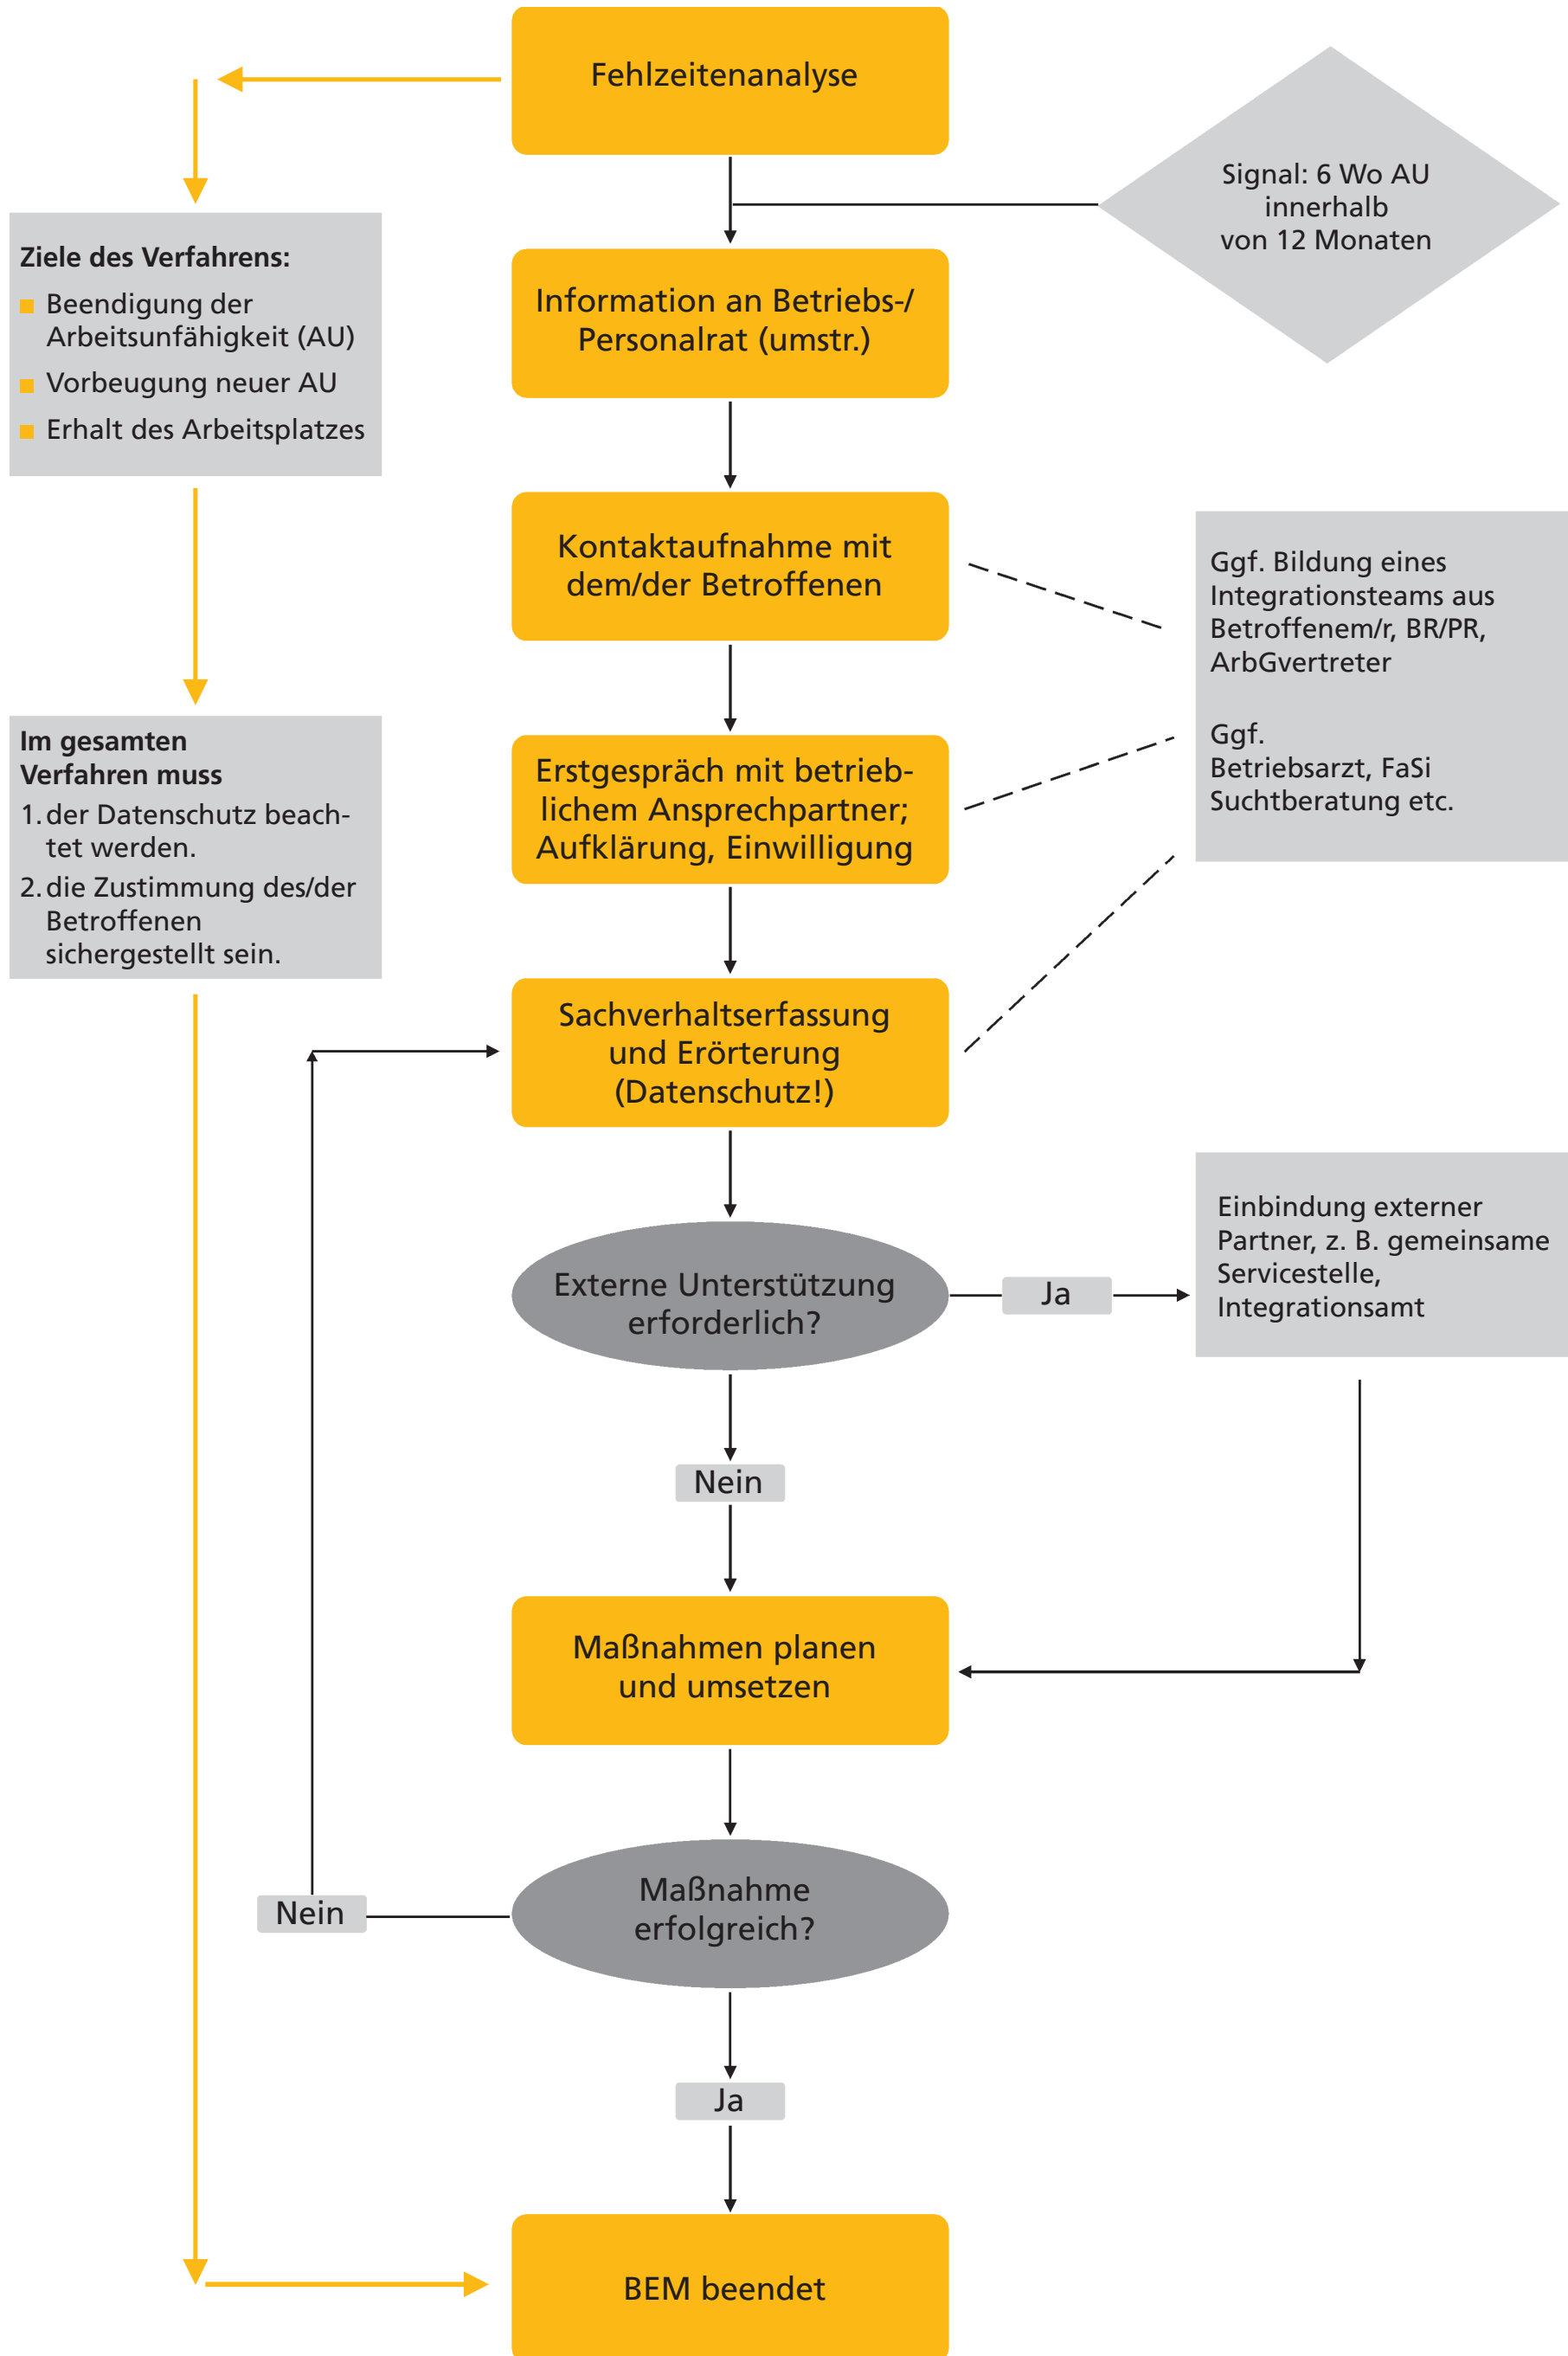 Fehlzeitenanalyse
Signal: 6 Wo AU
innerhalb
von 12 Monaten
Ziele des Verfahrens:
Beendigung der
Arbeitsunfähigkeit (AU)
Vorbeugung neuer AU
Erhalt des Arbeitsplatzes
Information an Betriebs-/
Personalrat (umstr.)
Kontaktaufnahme mit
dem/der Betroffenen
Ggf. Bildung eines
Integrationsteams aus
Betroffenem/r, BR/PR,
ArbGvertreter
Ggf.
Betriebsarzt, FaSi
Suchtberatung etc.
Im gesamten
Verfahren muss
1. der Datenschutz beach-
tet werden.
2. die Zustimmung des/der
Betroffenen
sichergestellt sein.
Erstgespräch mit betrieb-
lichem Ansprechpartner;
Aufklärung, Einwilligung
Sachverhaltserfassung
und Erörterung
(Datenschutz!)
Externe Unterstützung
erforderlich?
Ja
Einbindung externer
Partner, z. B. gemeinsame
Servicestelle,
Integrationsamt
Nein
Maßnahmen planen
und umsetzen
Maßnahme
erfolgreich?
Nein
Ja
BEM beendet